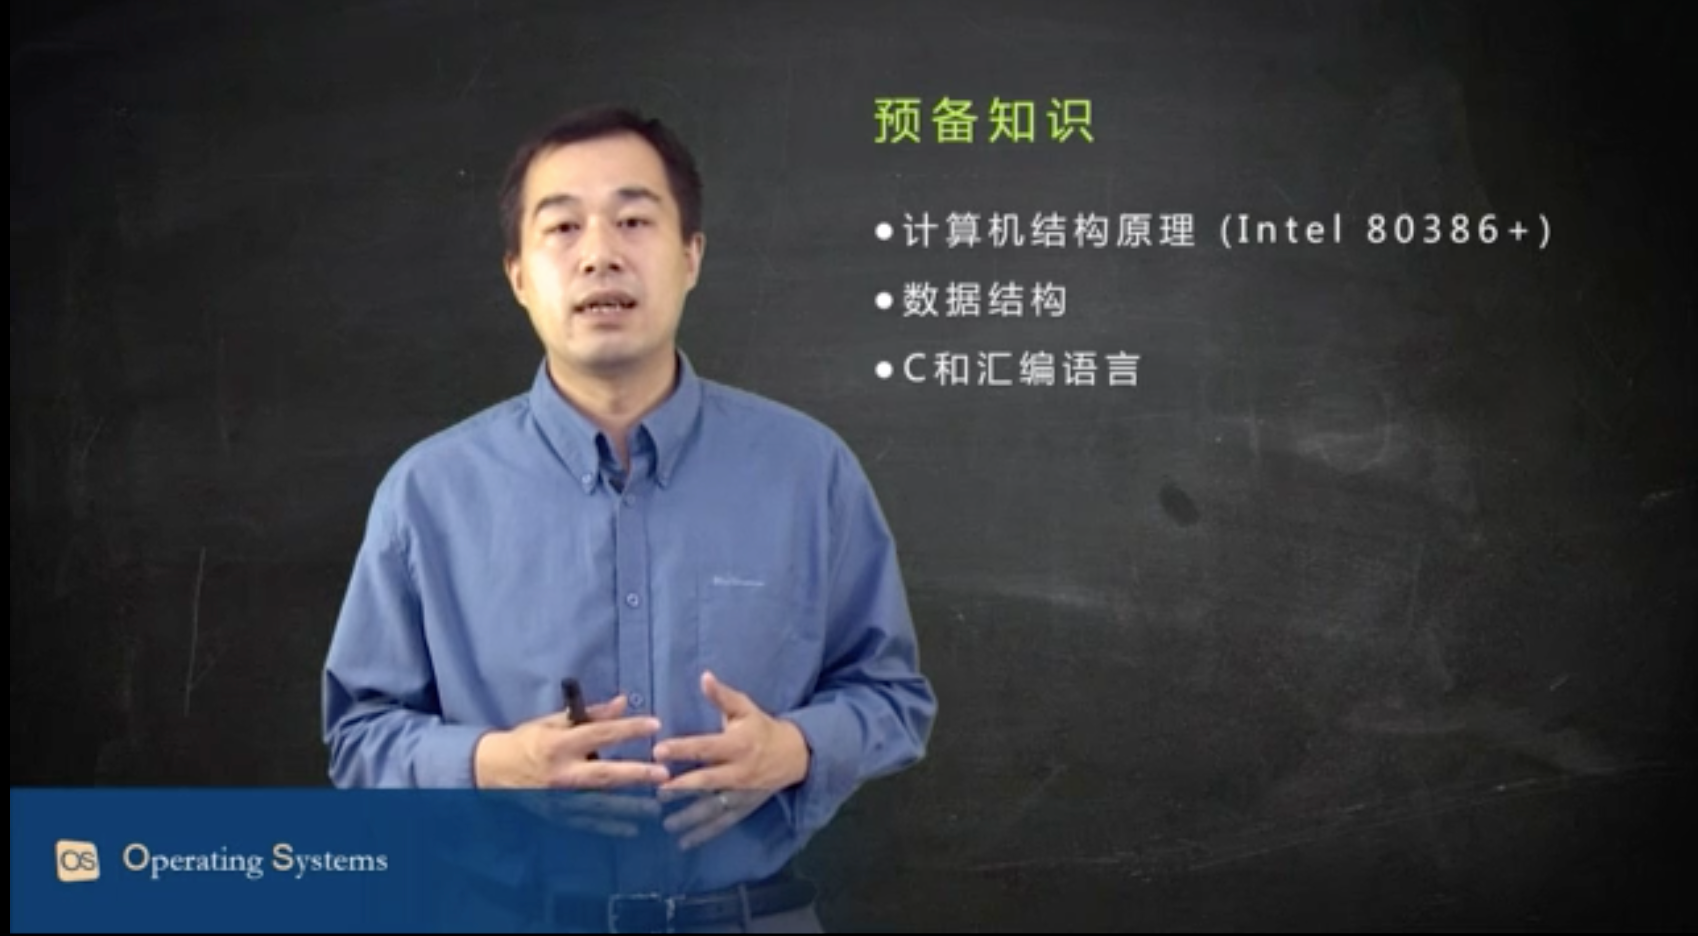 预备知识
•计算机结构原理 (Intel 80386+)
•数据结构
•C和汇编语言
OS Operating Systems